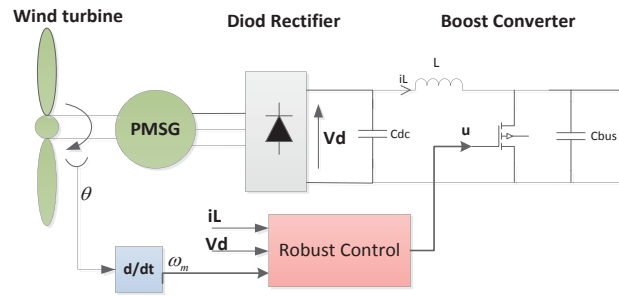 Wind turbine
Diod Rectifier
Boost Converter
iL
L
PMSG
Vd
Cdc
u
Cbus
θ
iL
Vd
Robust Control
d/dt
ωm